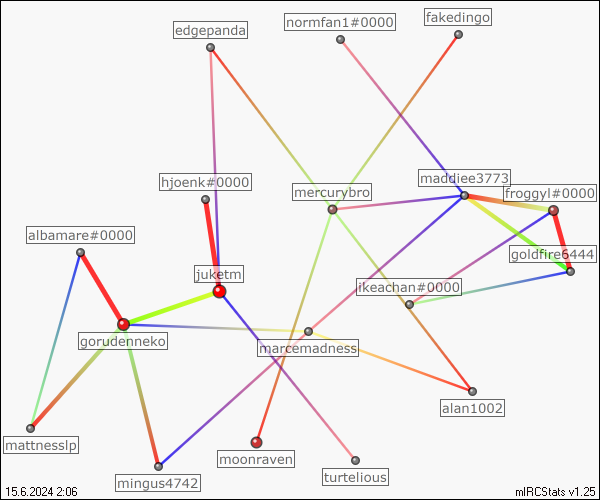 normfan1#0000
fakedingo
edgepanda
maddiee3773
hjoenk#0000
mercurybro
froggyl#0000
albamare#0000
goldfire6444
juketm
ikeachan#0000
gorudenneko
marcemadness
alan1002
mattnesslp
moonraven
mingus4742
turtelious
15.6.2024 2:06
mIRCStats v1.25